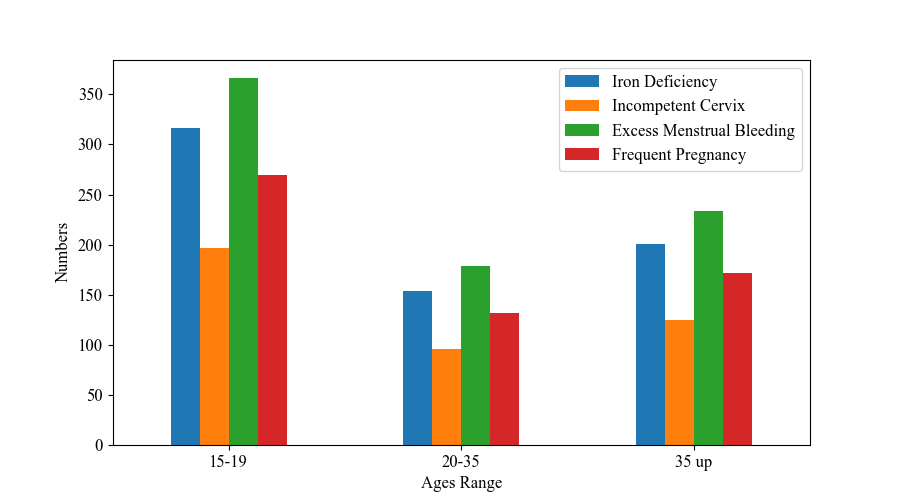 Iron Deficiency
Incompetent Cervix
Excess Menstrual Bleeding
Frequent Pregnancy
350
300
250
200
150
100
50
0
Numbers
15-19 20-35 35 up
Ages Range